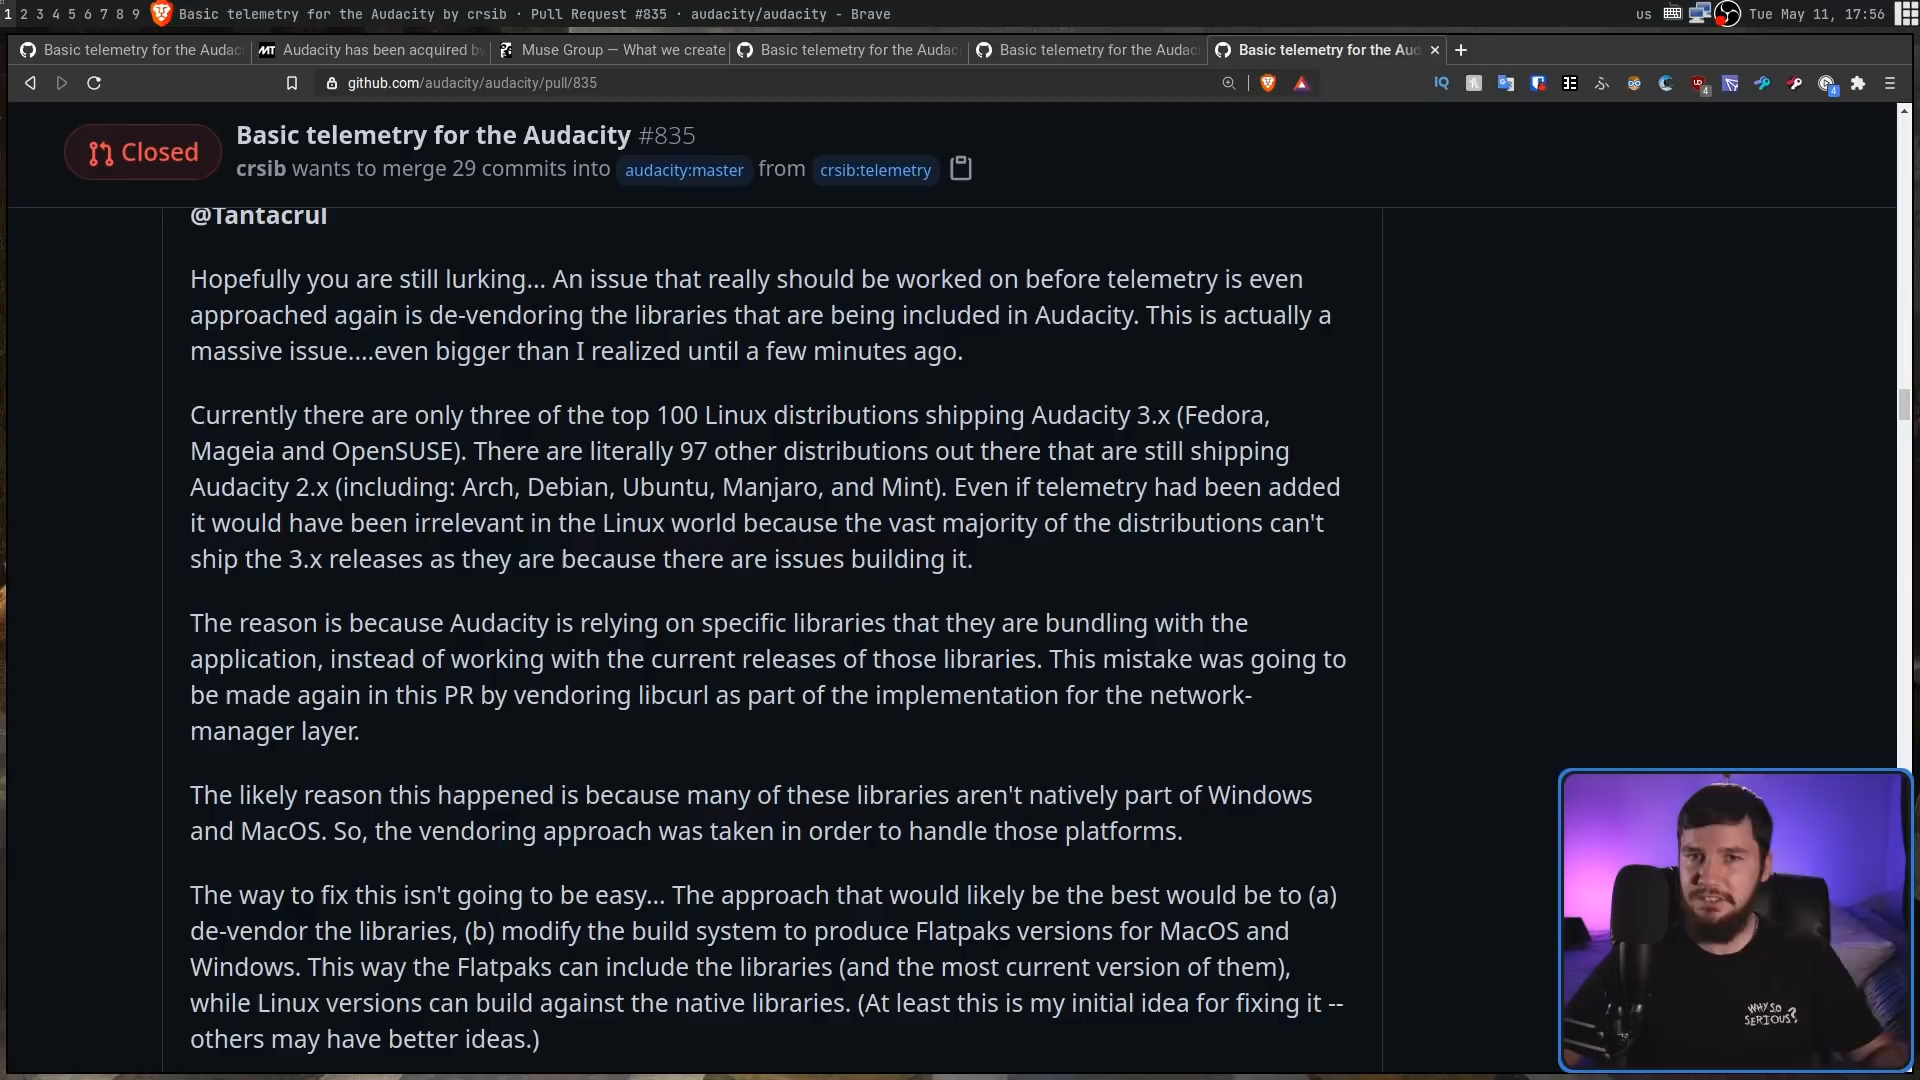 1 2 3 4 5 6 7 8 9 Basic telemetry for the Audacity by crsib · Pull Request #835 · audacity/audacity - Brave us Tue May 11, 17:56
Basic telemetry for the Audac Audacity has been acquired by Muse Group — What we create Basic telemetry for the Audac Basic telemetry for the Audac Basic telemetry for the Aud
github.com/audacity/audacity/pull/835
Closed
Basic telemetry for the Audacity #835
crsib wants to merge 29 commits into audacity:master from crsib:telemetry
@Tantacrul
Hopefully you are still lurking... An issue that really should be worked on before telemetry is even
approached again is de-vendoring the libraries that are being included in Audacity. This is actually a
massive issue....even bigger than I realized until a few minutes ago.
Currently there are only three of the top 100 Linux distributions shipping Audacity 3.x (Fedora,
Mageia and OpenSUSE). There are literally 97 other distributions out there that are still shipping
Audacity 2.x (including: Arch, Debian, Ubuntu, Manjaro, and Mint). Even if telemetry had been added
it would have been irrelevant in the Linux world because the vast majority of the distributions can't
ship the 3.x releases as they are because there are issues building it.
The reason is because Audacity is relying on specific libraries that they are bundling with the
application, instead of working with the current releases of those libraries. This mistake was going to
be made again in this PR by vendoring libcurl as part of the implementation for the network-
manager layer.
The likely reason this happened is because many of these libraries aren't natively part of Windows
and MacOS. So, the vendoring approach was taken in order to handle those platforms.
The way to fix this isn't going to be easy... The approach that would likely be the best would be to (a)
de-vendor the libraries, (b) modify the build system to produce Flatpaks versions for MacOS and
Windows. This way the Flatpaks can include the libraries (and the most current version of them),
while Linux versions can build against the native libraries. (At least this is my initial idea for fixing it --
others may have better ideas.)
WHY SO
SERIOUS?